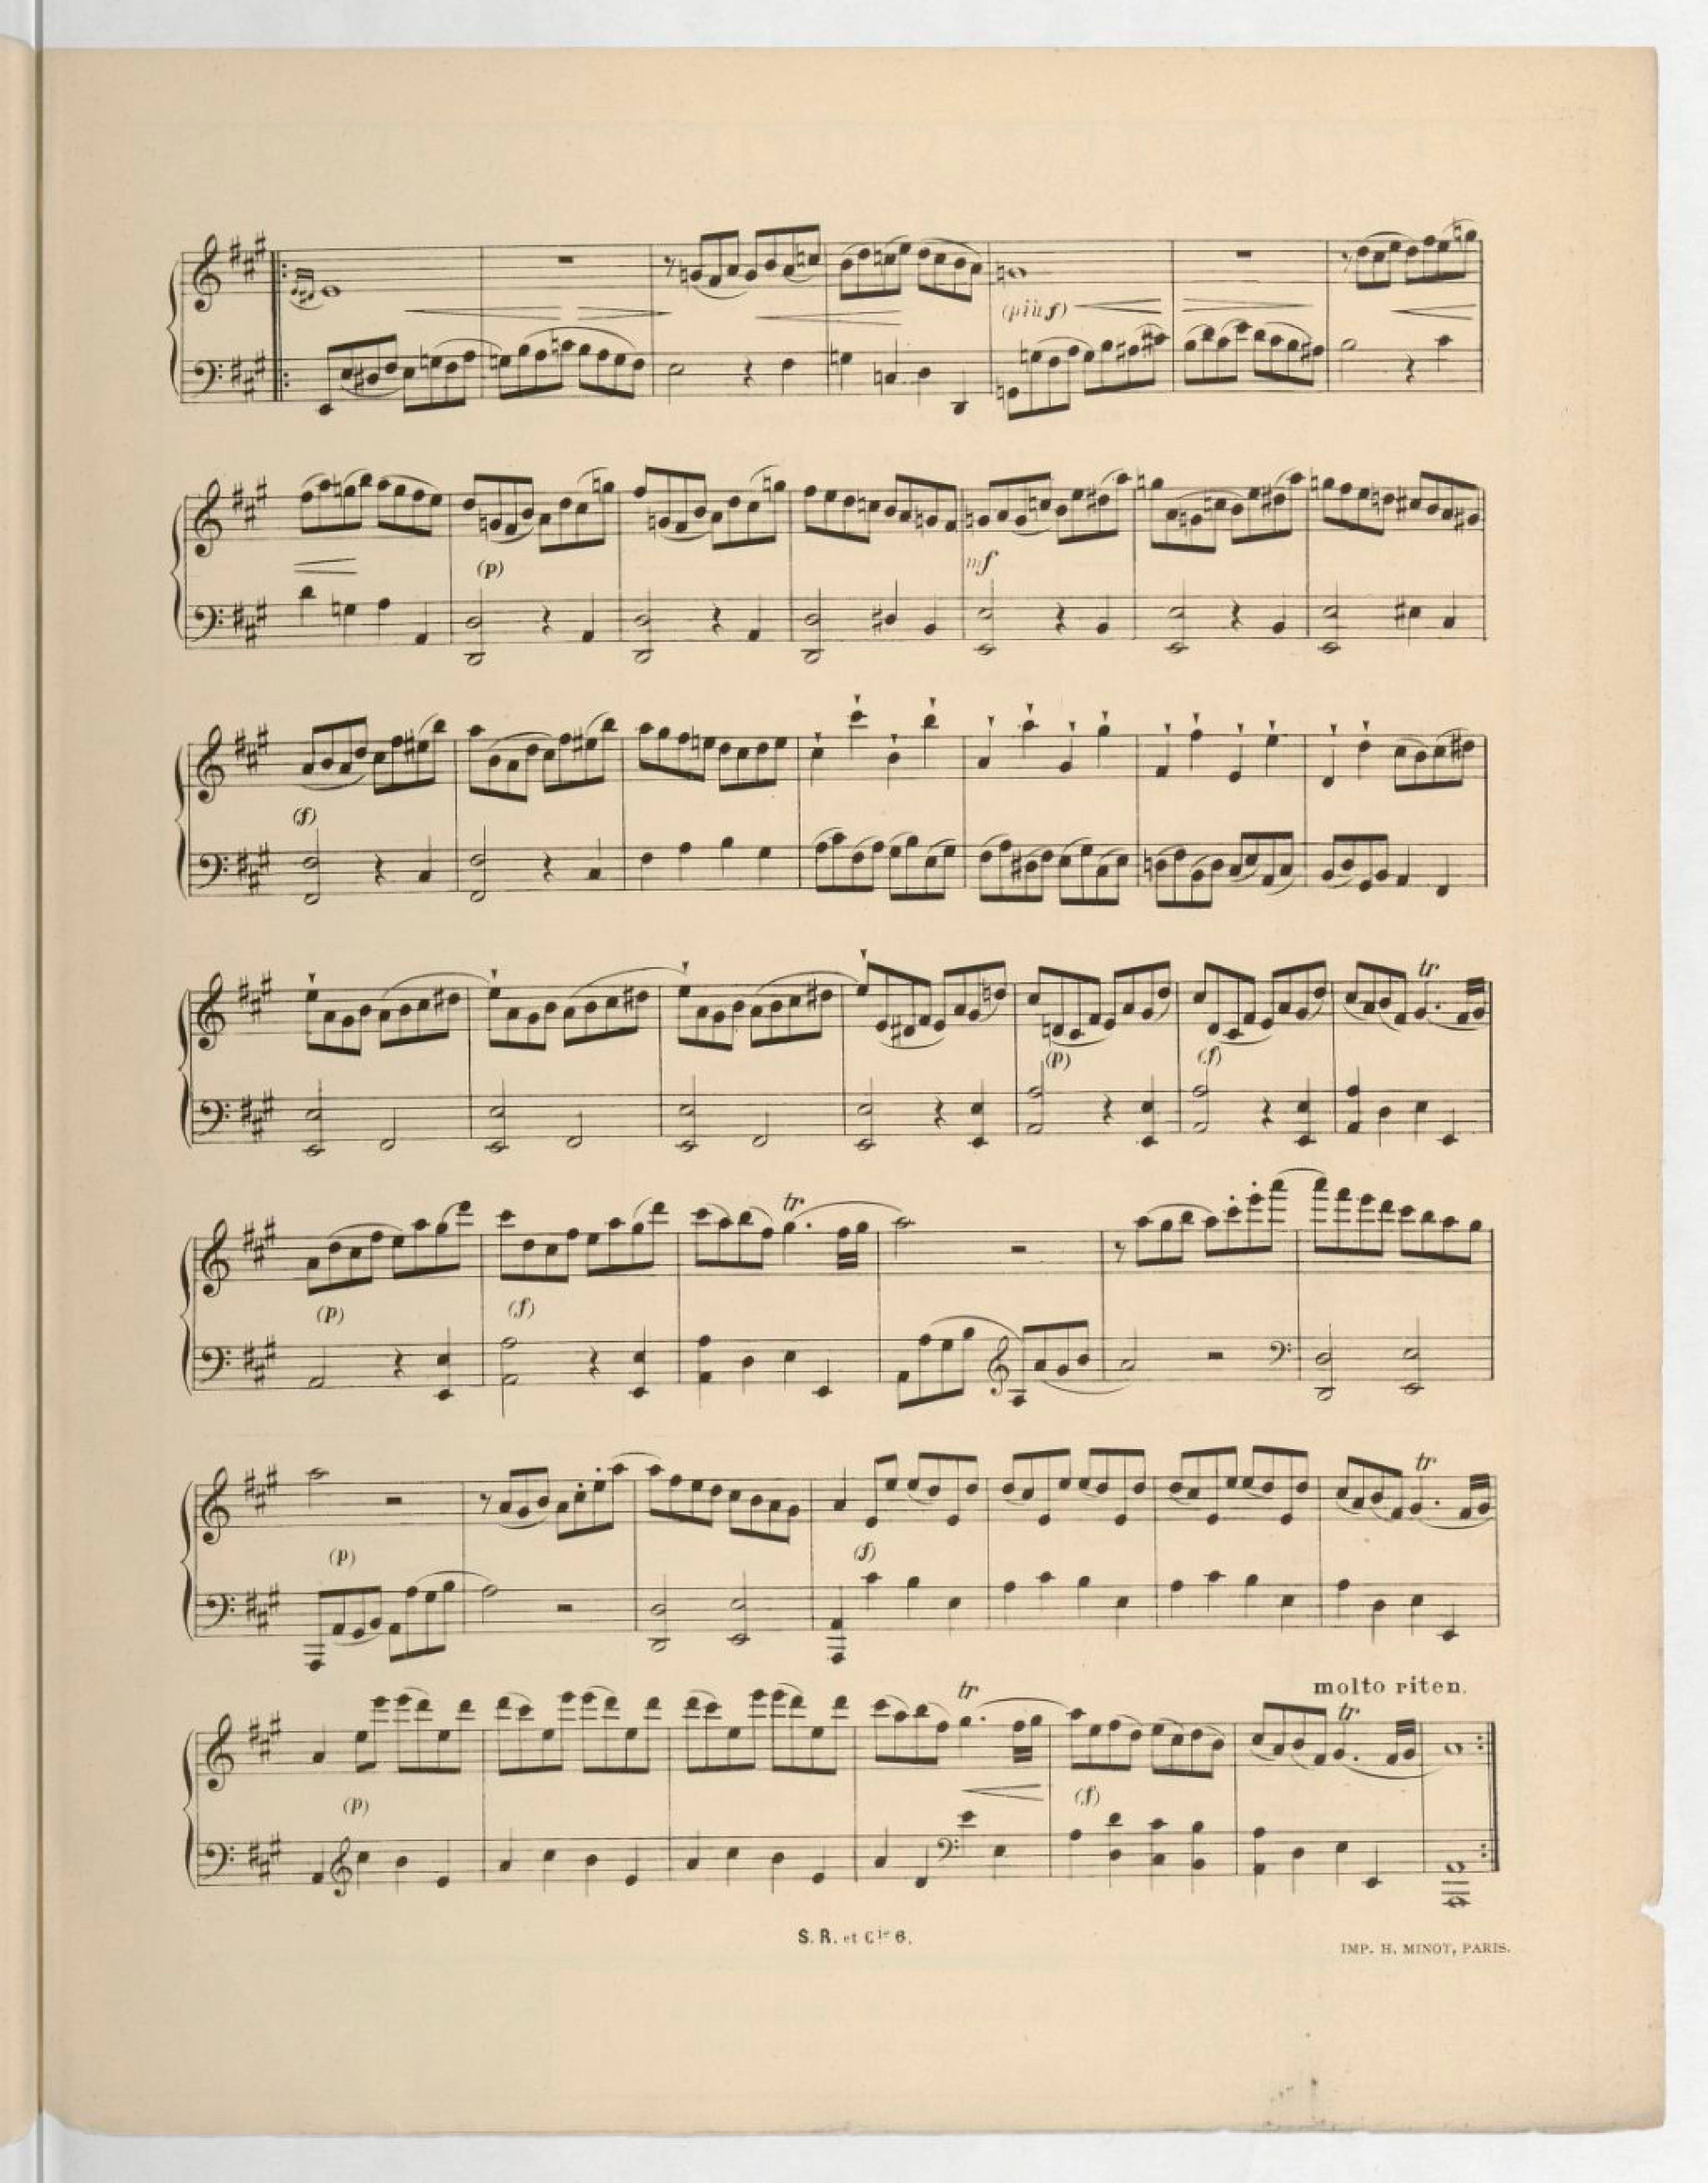 (più f)
(p)
mf
(f)
tr
(p)
(f)
tr
(p)
(f)
tr
(p)
(f)
molto riten.
tr
tr
(p)
(f)
S. R. et Cie 6.
IMP. H. MINOT, PARIS.